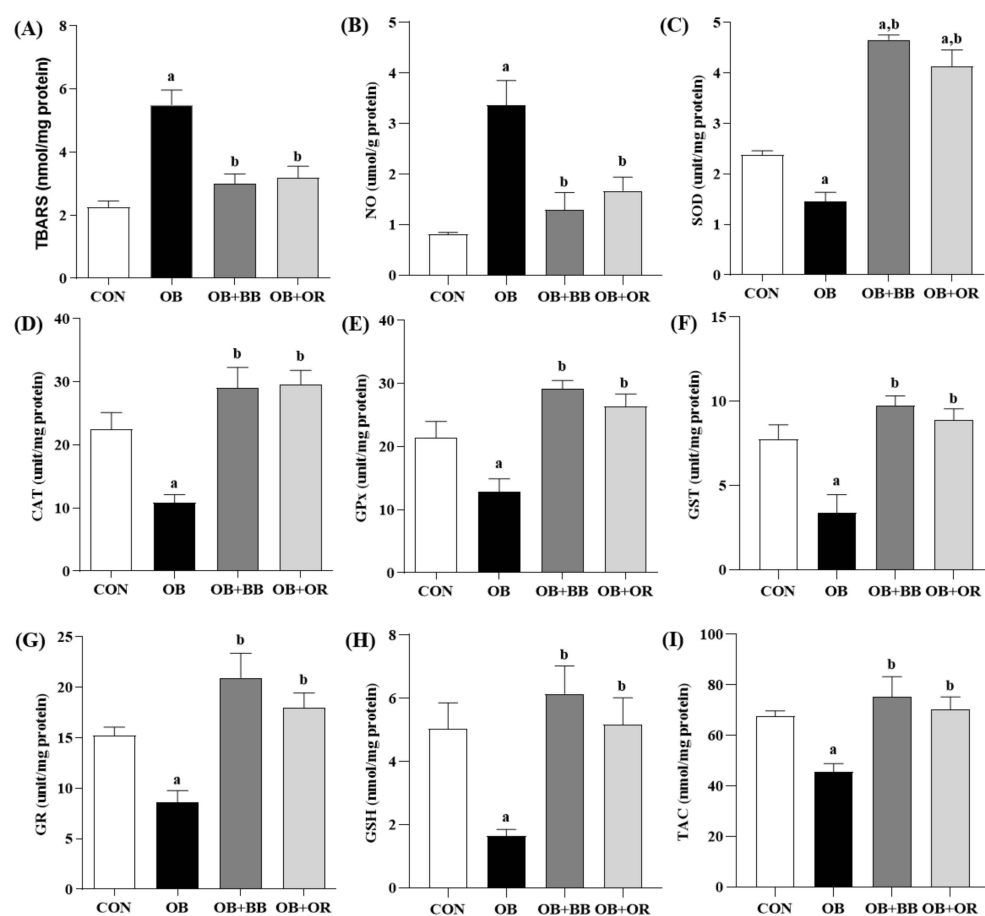 (A)
TBARS (nmol/mg protein)
8
6
4
2
0
a
b
b
CON OB OB+BB OB+OR
(B)
NO (umol/g protein)
5
4
3
2
1
0
a
b
b
CON OB OB+BB OB+OR
(C)
SOD (unit/mg protein)
5
4
3
2
1
0
a
a,b
a,b
CON OB OB+BB OB+OR
(D)
CAT (unit/mg protein)
40
30
20
10
0
a
b
b
CON OB OB+BB OB+OR
(E)
GPx (unit/mg protein)
40
30
20
10
0
a
b
b
CON OB OB+BB OB+OR
(F)
GST (unit/mg protein)
15
10
5
0
a
b
b
CON OB OB+BB OB+OR
(G)
GR (unit/mg protein)
25
20
15
10
5
0
a
b
b
CON OB OB+BB OB+OR
(H)
GSH (nmol/mg protein)
8
6
4
2
0
a
b
b
CON OB OB+BB OB+OR
(I)
TAC (nmol/mg protein)
100
80
60
40
20
0
a
b
b
CON OB OB+BB OB+OR